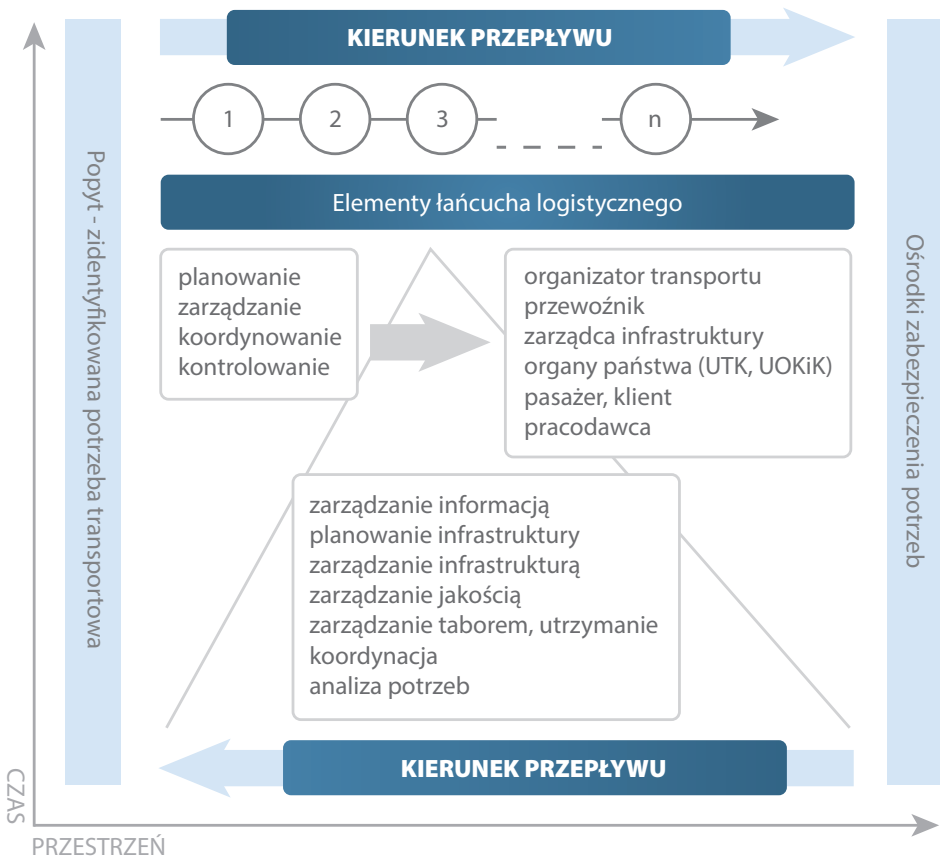 KIERUNEK PRZEPŁYWU
1
2
3
n
Elementy łańcucha logistycznego
Popyt - zidentyfikowana potrzeba transportowa
planowanie
zarządzanie
koordynowanie
kontrolowanie
organizator transportu
przewoźnik
zarządca infrastruktury
organy państwa (UTK, UOKiK)
pasażer, klient
pracodawca
Ośrodki zabezpieczenia potrzeb
zarządzanie informacją
planowanie infrastruktury
zarządzanie infrastrukturą
zarządzanie jakością
zarządzanie taborem, utrzymanie
koordynacja
analiza potrzeb
KIERUNEK PRZEPŁYWU
CZAS
PRZESTRZEŃ